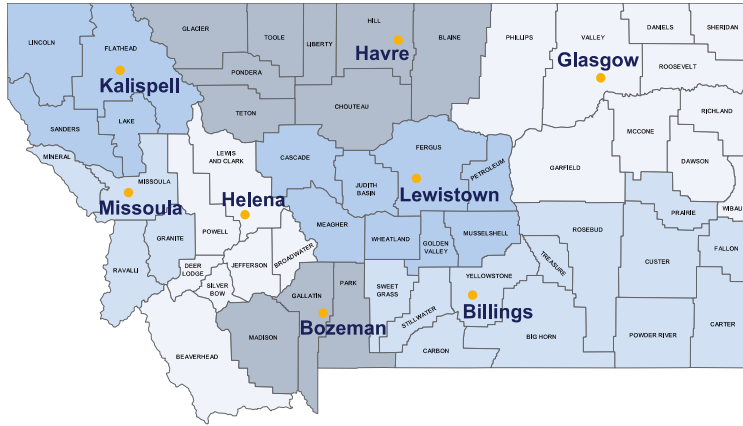 LINCOLN
FLATHEAD
GLACIER
TOOLE
LIBERTY
HILL
BLAINE
PHILLIPS
VALLEY
DANIELS
SHERIDAN
Kalispell
Havre
Glasgow
ROOSEVELT
PONDERA
TETON
CHOUTEAU
SANDERS
LAKE
MINERAL
MISSOULA
LEWIS
AND CLARK
CASCADE
FERGUS
PETROLEUM
GARFIELD
MCCONE
RICHLAND
DAWSON
JUDITH
BASIN
Missoula
Helena
Lewistown
WIBAU
PRAIRIE
GRANITE
POWELL
BROADWATER
MEAGHER
WHEATLAND
GOLDEN
VALLEY
MUSSELSHELL
ROSEBUD
TREASURE
CUSTER
FALLON
RAVALLI
DEER
LODGE
JEFFERSON
SILVER
BOW
GALLATIN
PARK
SWEET
GRASS
STILLWATER
YELLOWSTONE
Bozeman
Billings
BEAVERHEAD
MADISON
CARBON
BIG HORN
POWDER RIVER
CARTER